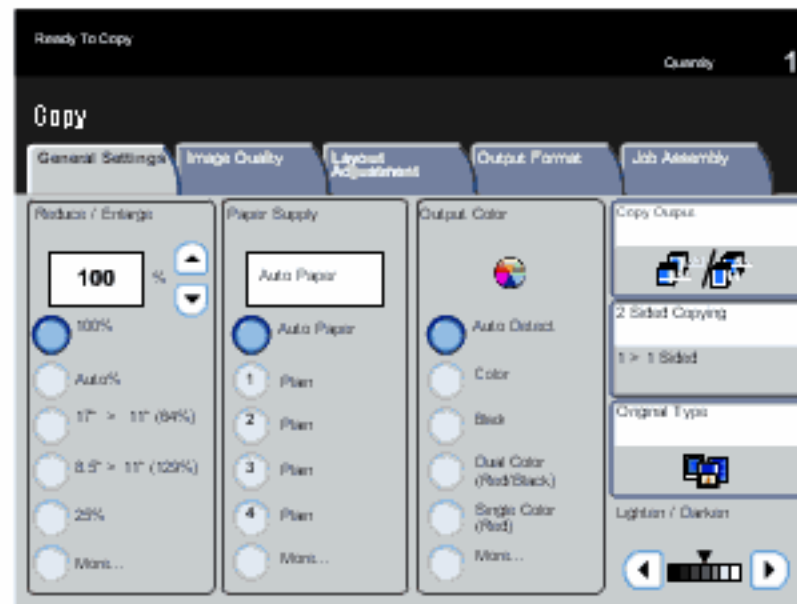 Ready To Copy
Quantity 1
Copy
General Settings
Image Quality
Layout
Adjustment
Output Format
Job Assembly
Reduce / Enlarge
100 %
100%
Auto%
17" > 11" (64%)
8.5" > 11" (129%)
25%
More...
Paper Supply
Auto Paper
Auto Paper
1 Plain
2 Plain
3 Plain
4 Plain
More...
Output Color
Auto Detect
Color
Black
Dual Color
(Red/Black)
Single Color
(Red)
More...
Copy Output
2 Sided Copying
1 > 1 Sided
Original Type
Lighten / Darken